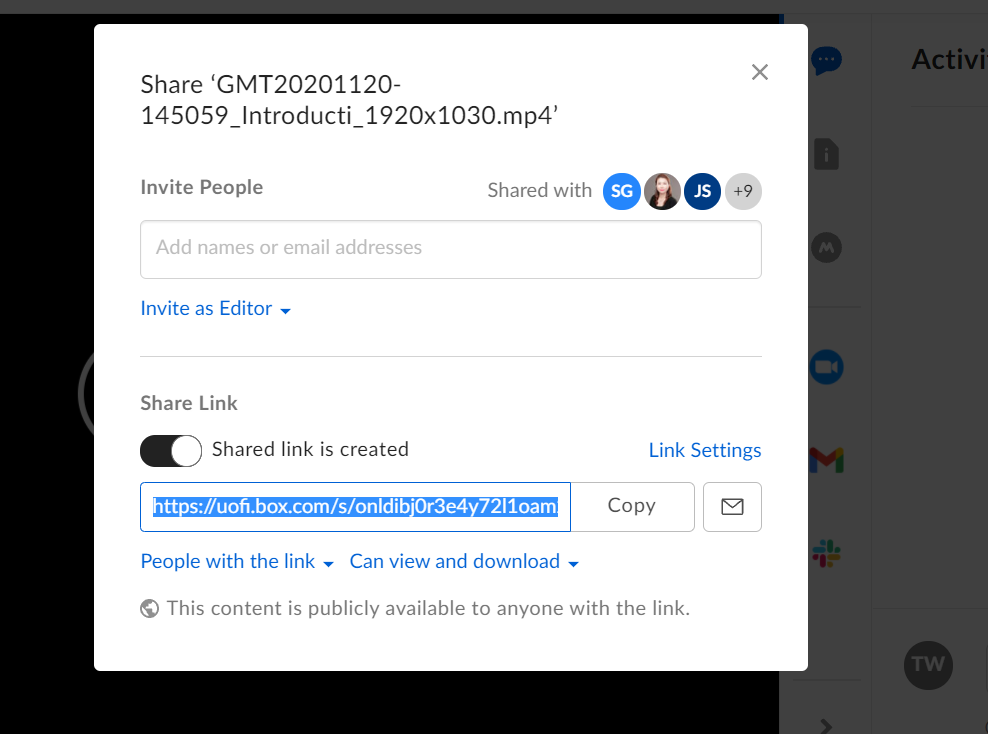 Activi
Share ‘GMT20201120-
145059_Introducti_1920x1030.mp4’
Invite People
Shared with SG JS +9
Add names or email addresses
Invite as Editor
Share Link
Shared link is created
Link Settings
https://uofi.box.com/s/onldibj0r3e4y72l1oam
Copy
People with the link Can view and download
This content is publicly available to anyone with the link.
TW